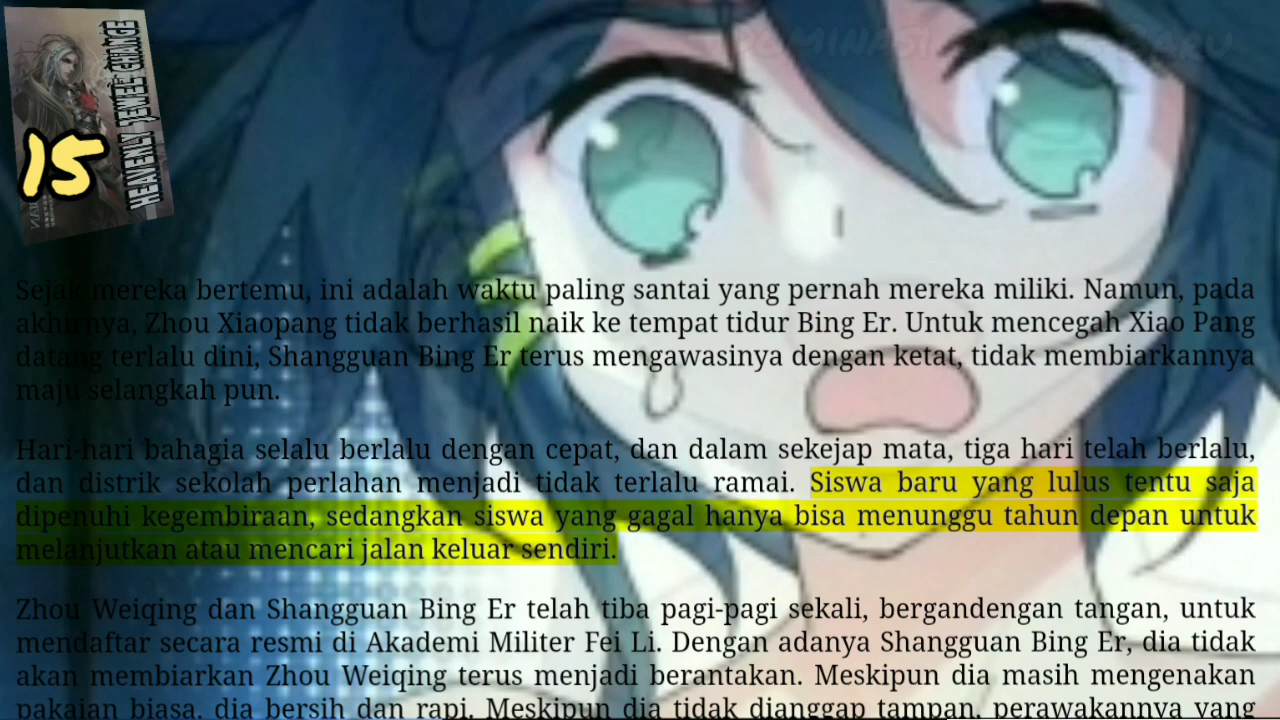 HEAVENLY JEWEL CHANGE
15
Sejak mereka bertemu, ini adalah waktu paling santai yang pernah mereka miliki. Namun, pada
akhirnya, Zhou Xiaopang tidak berhasil naik ke tempat tidur Bing Er. Untuk mencegah Xiao Pang
datang terlalu dini, Shangguan Bing Er terus mengawasinya dengan ketat, tidak membiarkannya
maju selangkah pun.
Hari-hari bahagia selalu berlalu dengan cepat, dan dalam sekejap mata, tiga hari telah berlalu,
dan distrik sekolah perlahan menjadi tidak terlalu ramai. Siswa baru yang lulus tentu saja
dipenuhi kegembiraan, sedangkan siswa yang gagal hanya bisa menunggu tahun depan untuk
melanjutkan atau mencari jalan keluar sendiri.
Zhou Weiqing dan Shangguan Bing Er telah tiba pagi-pagi sekali, bergandengan tangan, untuk
mendaftar secara resmi di Akademi Militer Fei Li. Dengan adanya Shangguan Bing Er, dia tidak
akan membiarkan Zhou Weiqing terus menjadi berantakan. Meskipun dia masih mengenakan
pakaian biasa, dia bersih dan rapi. Meskipun dia tidak dianggap tampan, perawakannya yang